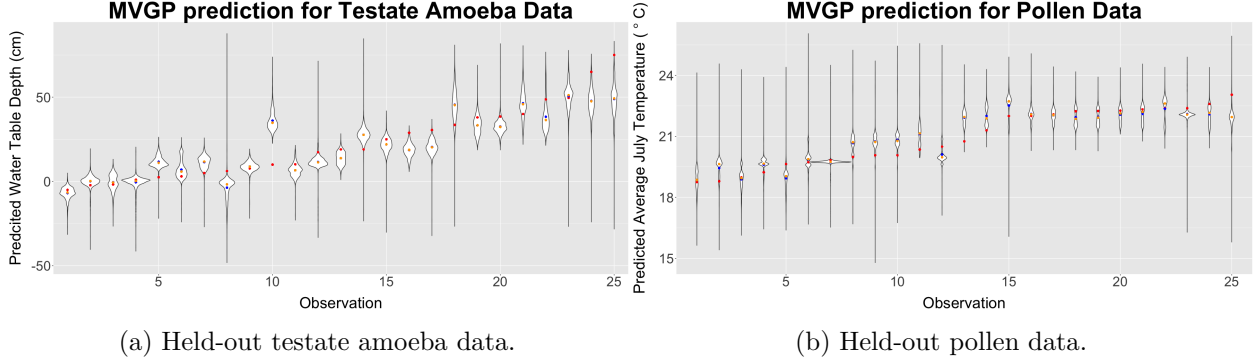 MVGP prediction for Testate Amoeba Data
Predcited Water Table Depth (cm)
50
0
-50
5
10
15
20
25
Observation
(a) Held-out testate amoeba data.
MVGP prediction for Pollen Data
Predicted Average July Temperature ( ° C)
24
21
18
15
5
10
15
20
25
Observation
(b) Held-out pollen data.